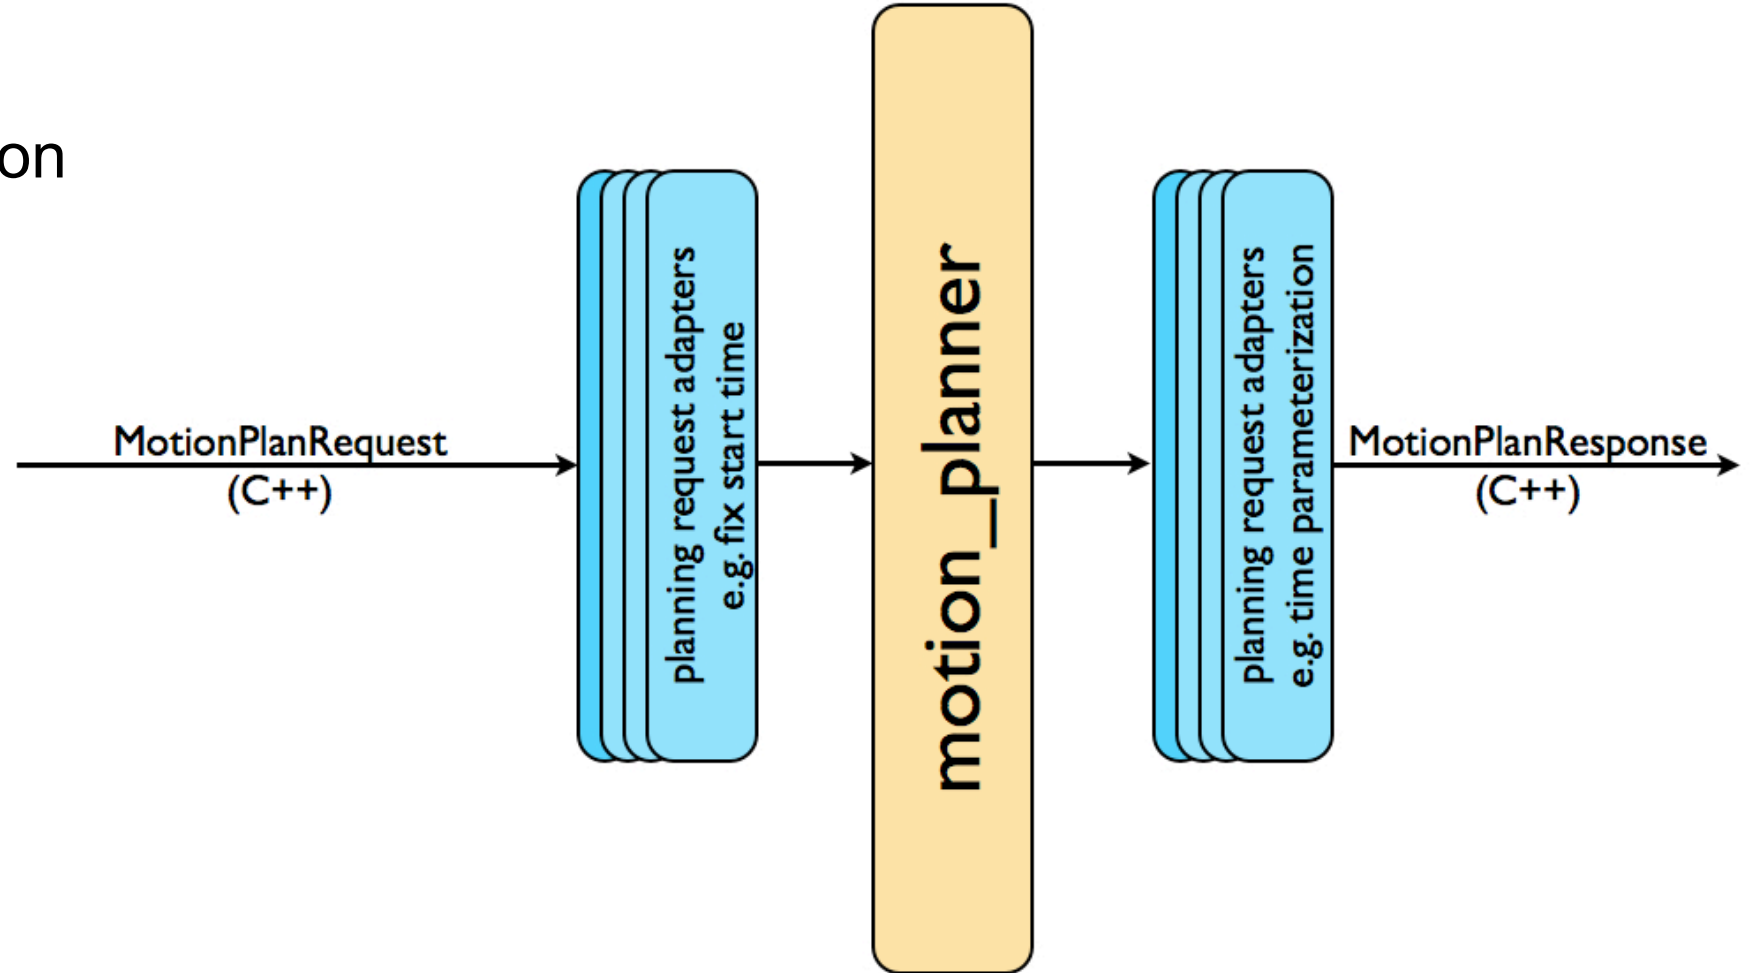 on
MotionPlanRequest
(C++)
planning request adapters
e.g. fix start time
motion_planner
planning request adapters
e.g. time parameterization
MotionPlanResponse
(C++)